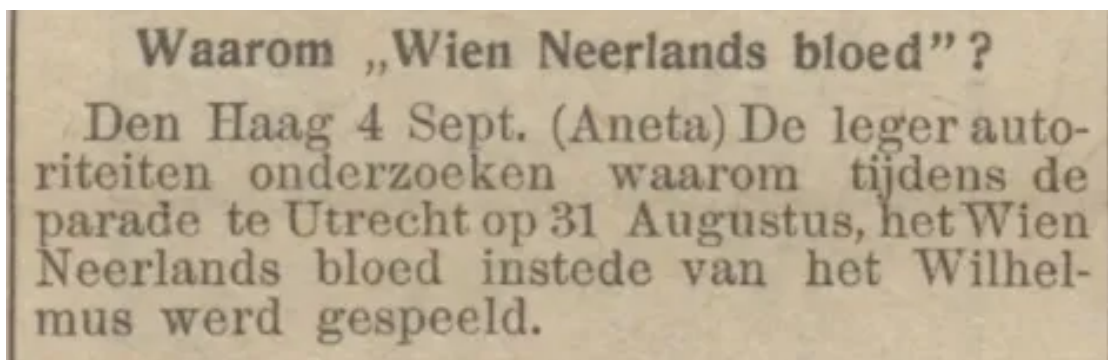 Waarom „Wien Neerlands bloed”?
Den Haag 4 Sept. (Aneta) De leger auto-
riteiten onderzoeken waarom tijdens de
parade te Utrecht op 31 Augustus, het Wien
Neerlands bloed instede van het Wilhel-
mus werd gespeeld.